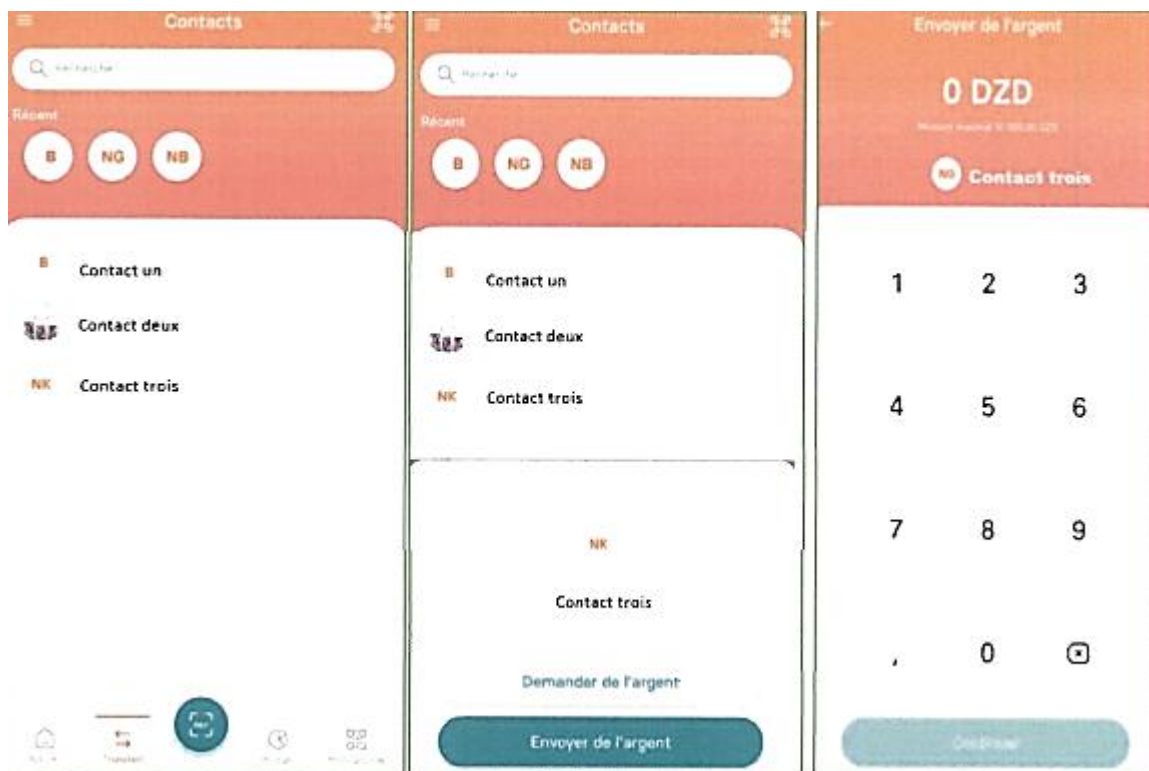 Contacts
Récent
B
NG
NB
B
Contact un
Contact deux
NK
Contact trois
Contacts
Récent
B
NG
NB
B
Contact un
Contact deux
NK
Contact trois
NK
Contact trois
Demander de l'argent
Envoyer de l'argent
Envoyer de l'argent
0 DZD
NG Contact trois
1 2 3
4 5 6
7 8 9
, 0
Continuer